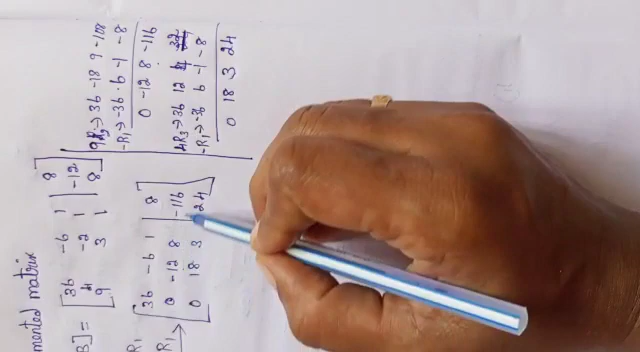 mented matrix
36 -6 1 | 8
B] = 4 -2 1 | -12
9 3 1 | 8
R1 36 -6 1 | 8
R1 → 0 -12 8 | -116
0 18 3 | 24
9R2→36 -18 9 -108
-R1→-36 6 -1 -8
0 -12 8 -116
4R3→36 12 4
-R1→-36 6 -1 -8
0 18 3 24